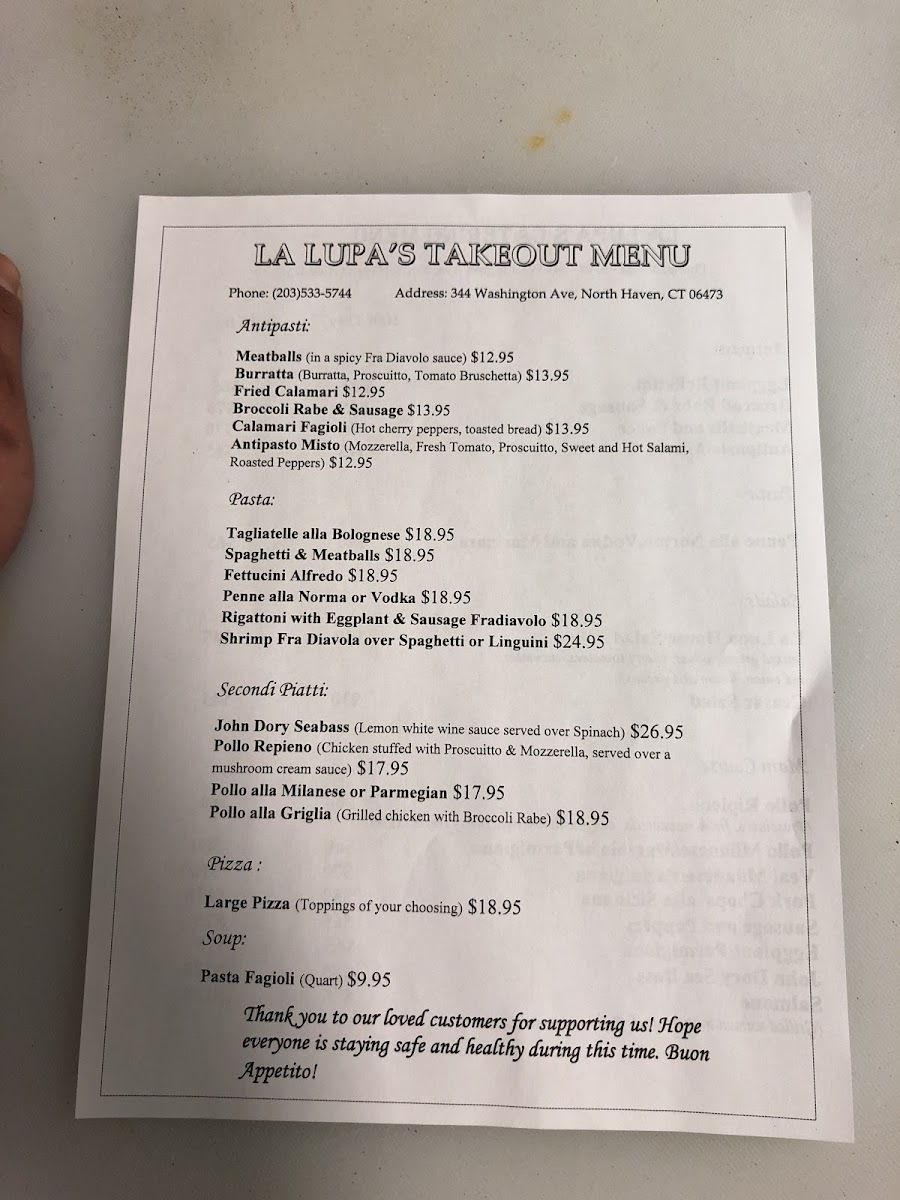 LA LUPA'S TAKEOUT MENU
Phone: (203)533-5744 Address: 344 Washington Ave, North Haven, CT 06473
Antipasti:
Meatballs (in a spicy Fra Diavolo sauce) $12.95
Burratta (Burratta, Proscuitto, Tomato Bruschetta) $13.95
Fried Calamari $12.95
Broccoli Rabe & Sausage $13.95
Calamari Fagioli (Hot cherry peppers, toasted bread) $13.95
Antipasto Misto (Mozzerella, Fresh Tomato, Proscuitto, Sweet and Hot Salami,
Roasted Peppers) $12.95
Pasta:
Tagliatelle alla Bolognese $18.95
Spaghetti & Meatballs $18.95
Fettucini Alfredo $18.95
Penne alla Norma or Vodka $18.95
Rigattoni with Eggplant & Sausage Fradiavolo $18.95
Shrimp Fra Diavola over Spaghetti or Linguini $24.95
Secondi Piatti:
John Dory Seabass (Lemon white wine sauce served over Spinach) $26.95
Pollo Repieno (Chicken stuffed with Proscuitto & Mozzerella, served over a
mushroom cream sauce) $17.95
Pollo alla Milanese or Parmegian $17.95
Pollo alla Griglia (Grilled chicken with Broccoli Rabe) $18.95
Pizza :
Large Pizza (Toppings of your choosing) $18.95
Soup:
Pasta Fagioli (Quart) $9.95
Thank you to our loved customers for supporting us! Hope
everyone is staying safe and healthy during this time. Buon
Appetito!